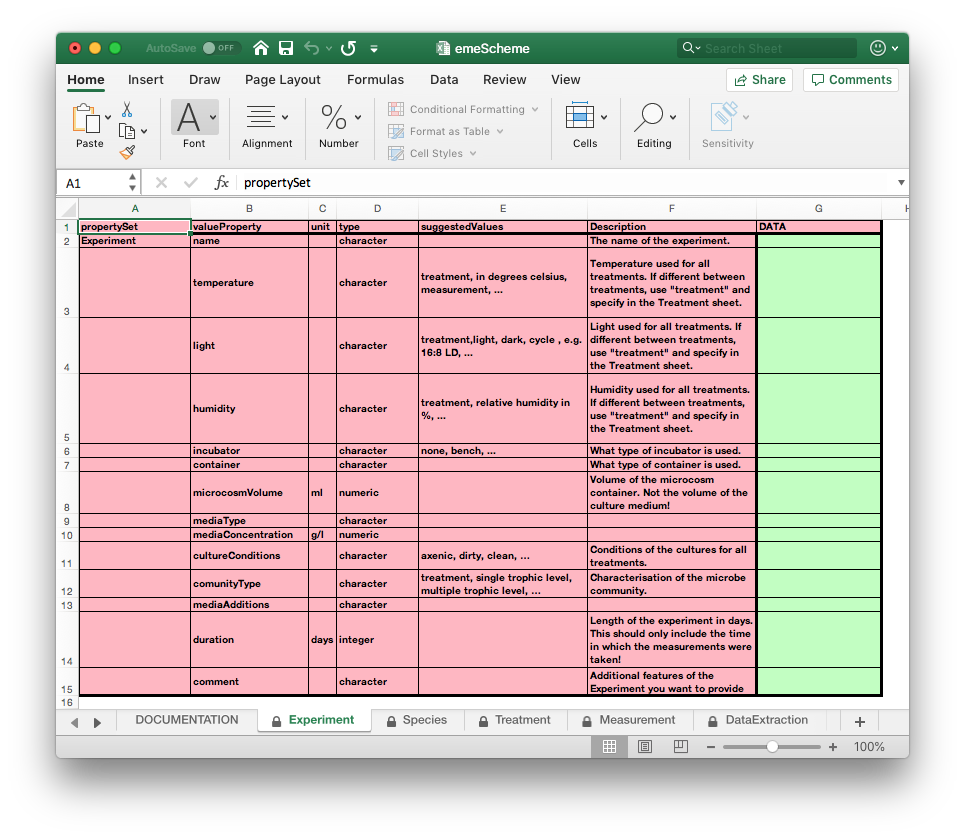 AutoSave OFF emeScheme Search Sheet
Home Insert Draw Page Layout Formulas Data Review View Share Comments
Paste Font Alignment Number Conditional Formatting Format as Table Cell Styles Cells Editing Sensitivity
A1 fx propertySet
A B C D E F G H
1 propertySet valueProperty unit type suggestedValues Description DATA
2 Experiment name character The name of the experiment.
3 temperature character treatment, in degrees celsius,
measurement, ... Temperature used for all
treatments. If different between
treatments, use "treatment" and
specify in the Treatment sheet.
4 light character treatment,light, dark, cycle , e.g.
16:8 LD, ... Light used for all treatments. If
different between treatments,
use "treatment" and specify in
the Treatment sheet.
5 humidity character treatment, relative humidity in
%, ... Humidity used for all treatments.
If different between treatments,
use "treatment" and specify in
the Treatment sheet.
6 incubator character none, bench, ... What type of incubator is used.
7 container character What type of container is used.
8 microcosmVolume ml numeric Volume of the microcosm
container. Not the volume of the
culture medium!
9 mediaType character
10 mediaConcentration g/l numeric
11 cultureConditions character axenic, dirty, clean, ... Conditions of the cultures for all
treatments.
12 comunityType character treatment, single trophic level,
multiple trophic level, ... Characterisation of the microbe
community.
13 mediaAdditions character
14 duration days integer Length of the experiment in days.
This should only include the time
in which the measurements were
taken!
15 comment character Additional features of the
Experiment you want to provide
16
DOCUMENTATION Experiment Species Treatment Measurement DataExtraction +
100%